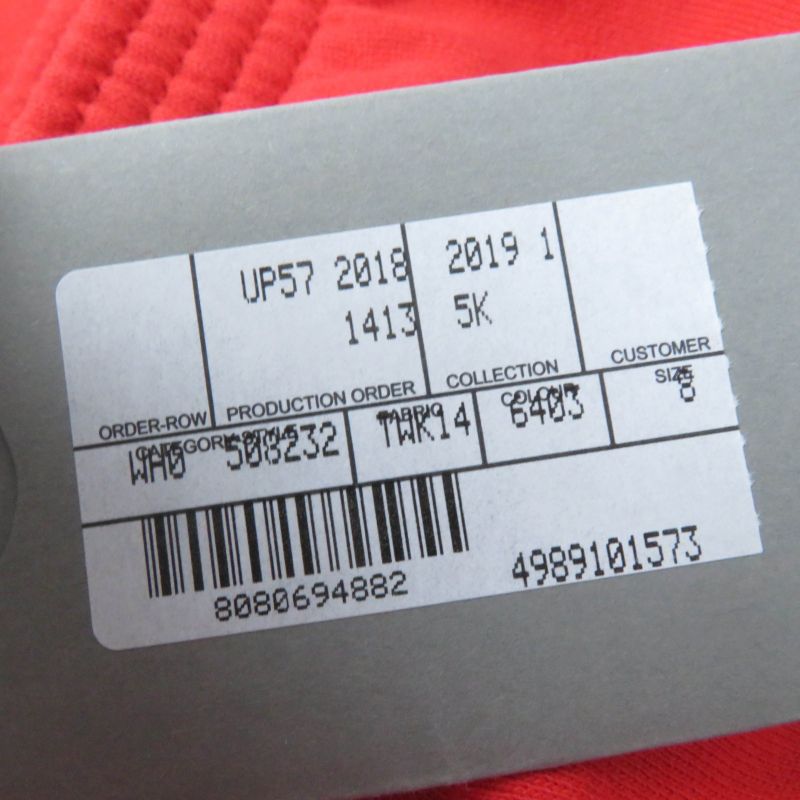 UP57 2018 2019 1
1413 5K
ORDER-ROW PRODUCTION ORDER COLLECTION CUSTOMER
CATEGORY-STYLE FABRIC COLOUR SIZE
WH0 508232 TWK14 6403 8
8080694882 4989101573